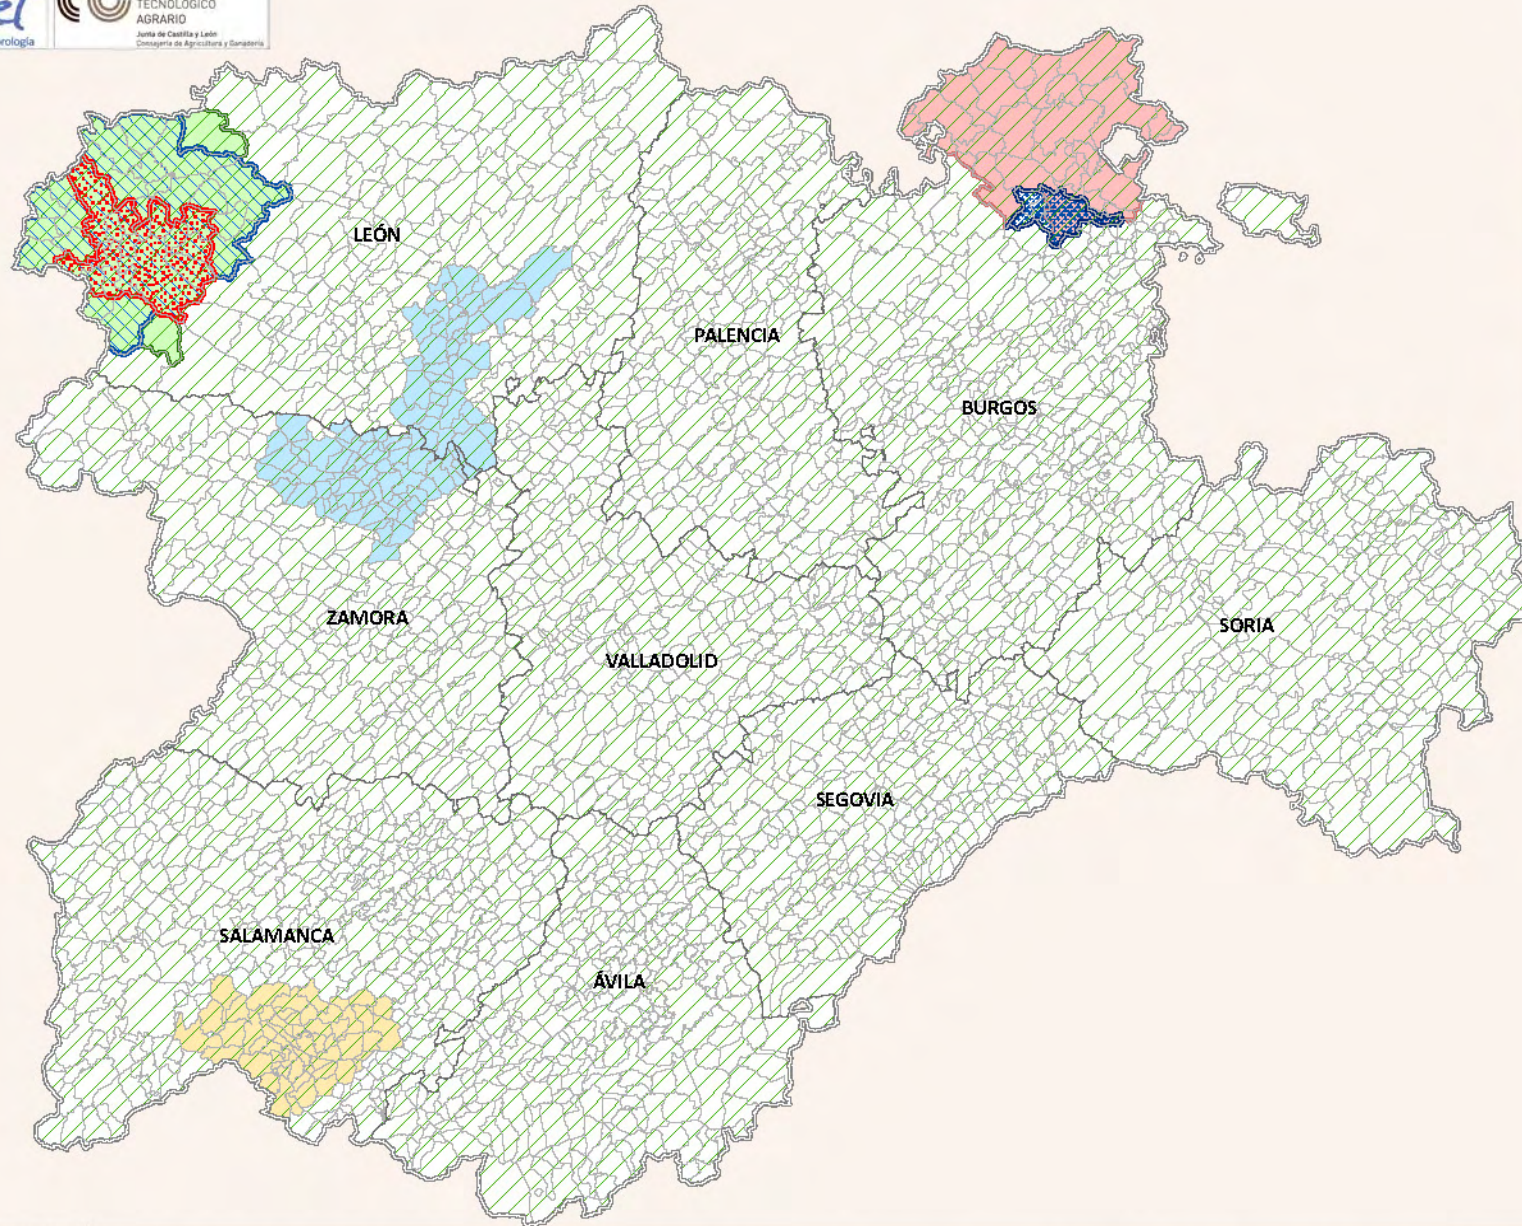 TECNOLÓGICO
AGRARIO
Junta de Castilla y León
Consejería de Agricultura y Ganadería
LEÓN
PALENCIA
BURGOS
ZAMORA
VALLADOLID
SORIA
SEGOVIA
SALAMANCA
ÁVILA